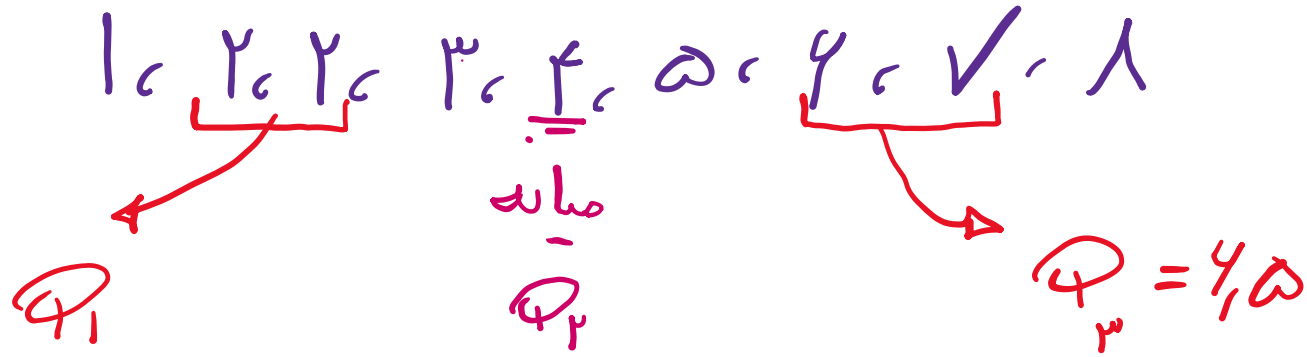 ۱، ۲، ۲، ۳، ۴، ۵، ۶، ۷، ۸
میانه
Q۱ Q۲ Q۳ = ۶,۵